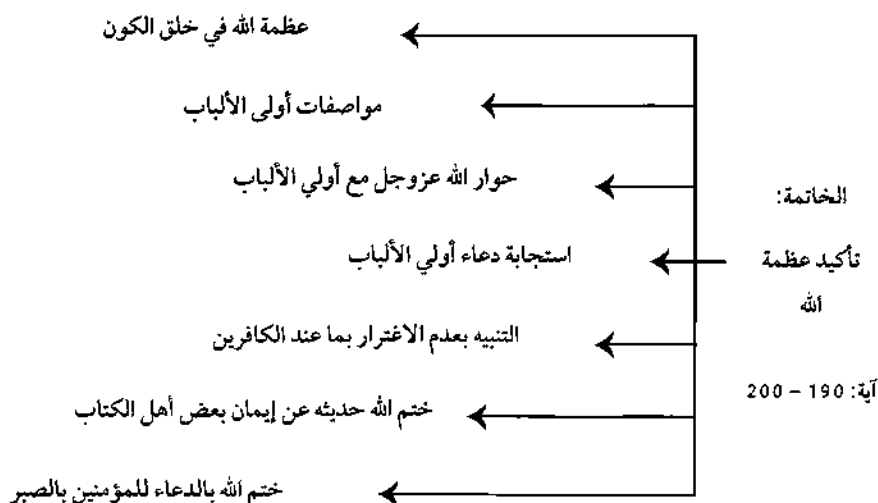 عظمة الله في خلق الكون
مواصفات أولى الألباب
حوار الله عزوجل مع أولي الألباب
الخاتمة:
استجابة دعاء أولي الألباب
تأكيد عظمة
الله
التنبيه بعدم الاغترار بما عند الكافرين
آية: 190 – 200
ختم الله حديثه عن إيمان بعض أهل الكتاب
ختم الله بالدعاء للمؤمنين بالصبر